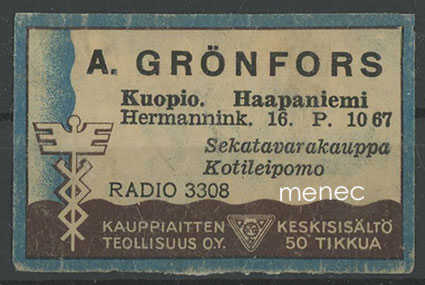 A. GRÖNFORS
Kuopio. Haapaniemi
Hermannink. 16. P. 10 67
Sekatavarakauppa
Kotileipomo
RADIO 3308
menec
KAUPPIAITTEN KESKISISÄLTÖ
TEOLLISUUS O.Y. 50 TIKKUA